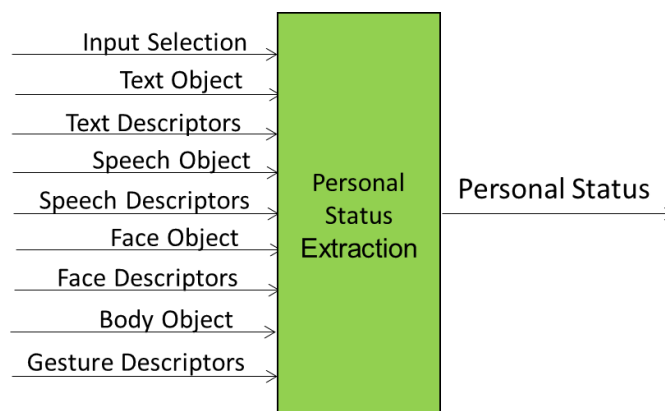 Input Selection
Text Object
Text Descriptors
Speech Object
Speech Descriptors
Face Object
Face Descriptors
Body Object
Gesture Descriptors
Personal
Status
Extraction
Personal Status